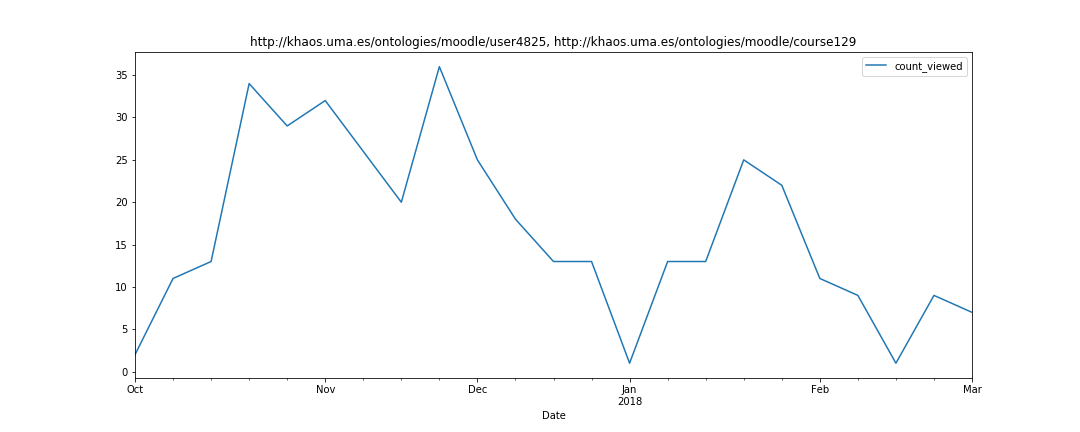 http://khaos.uma.es/ontologies/moodle/user4825, http://khaos.uma.es/ontologies/moodle/course129
count_viewed
35
30
25
20
15
10
5
0
Oct Nov Dec Jan Feb Mar
2018
Date